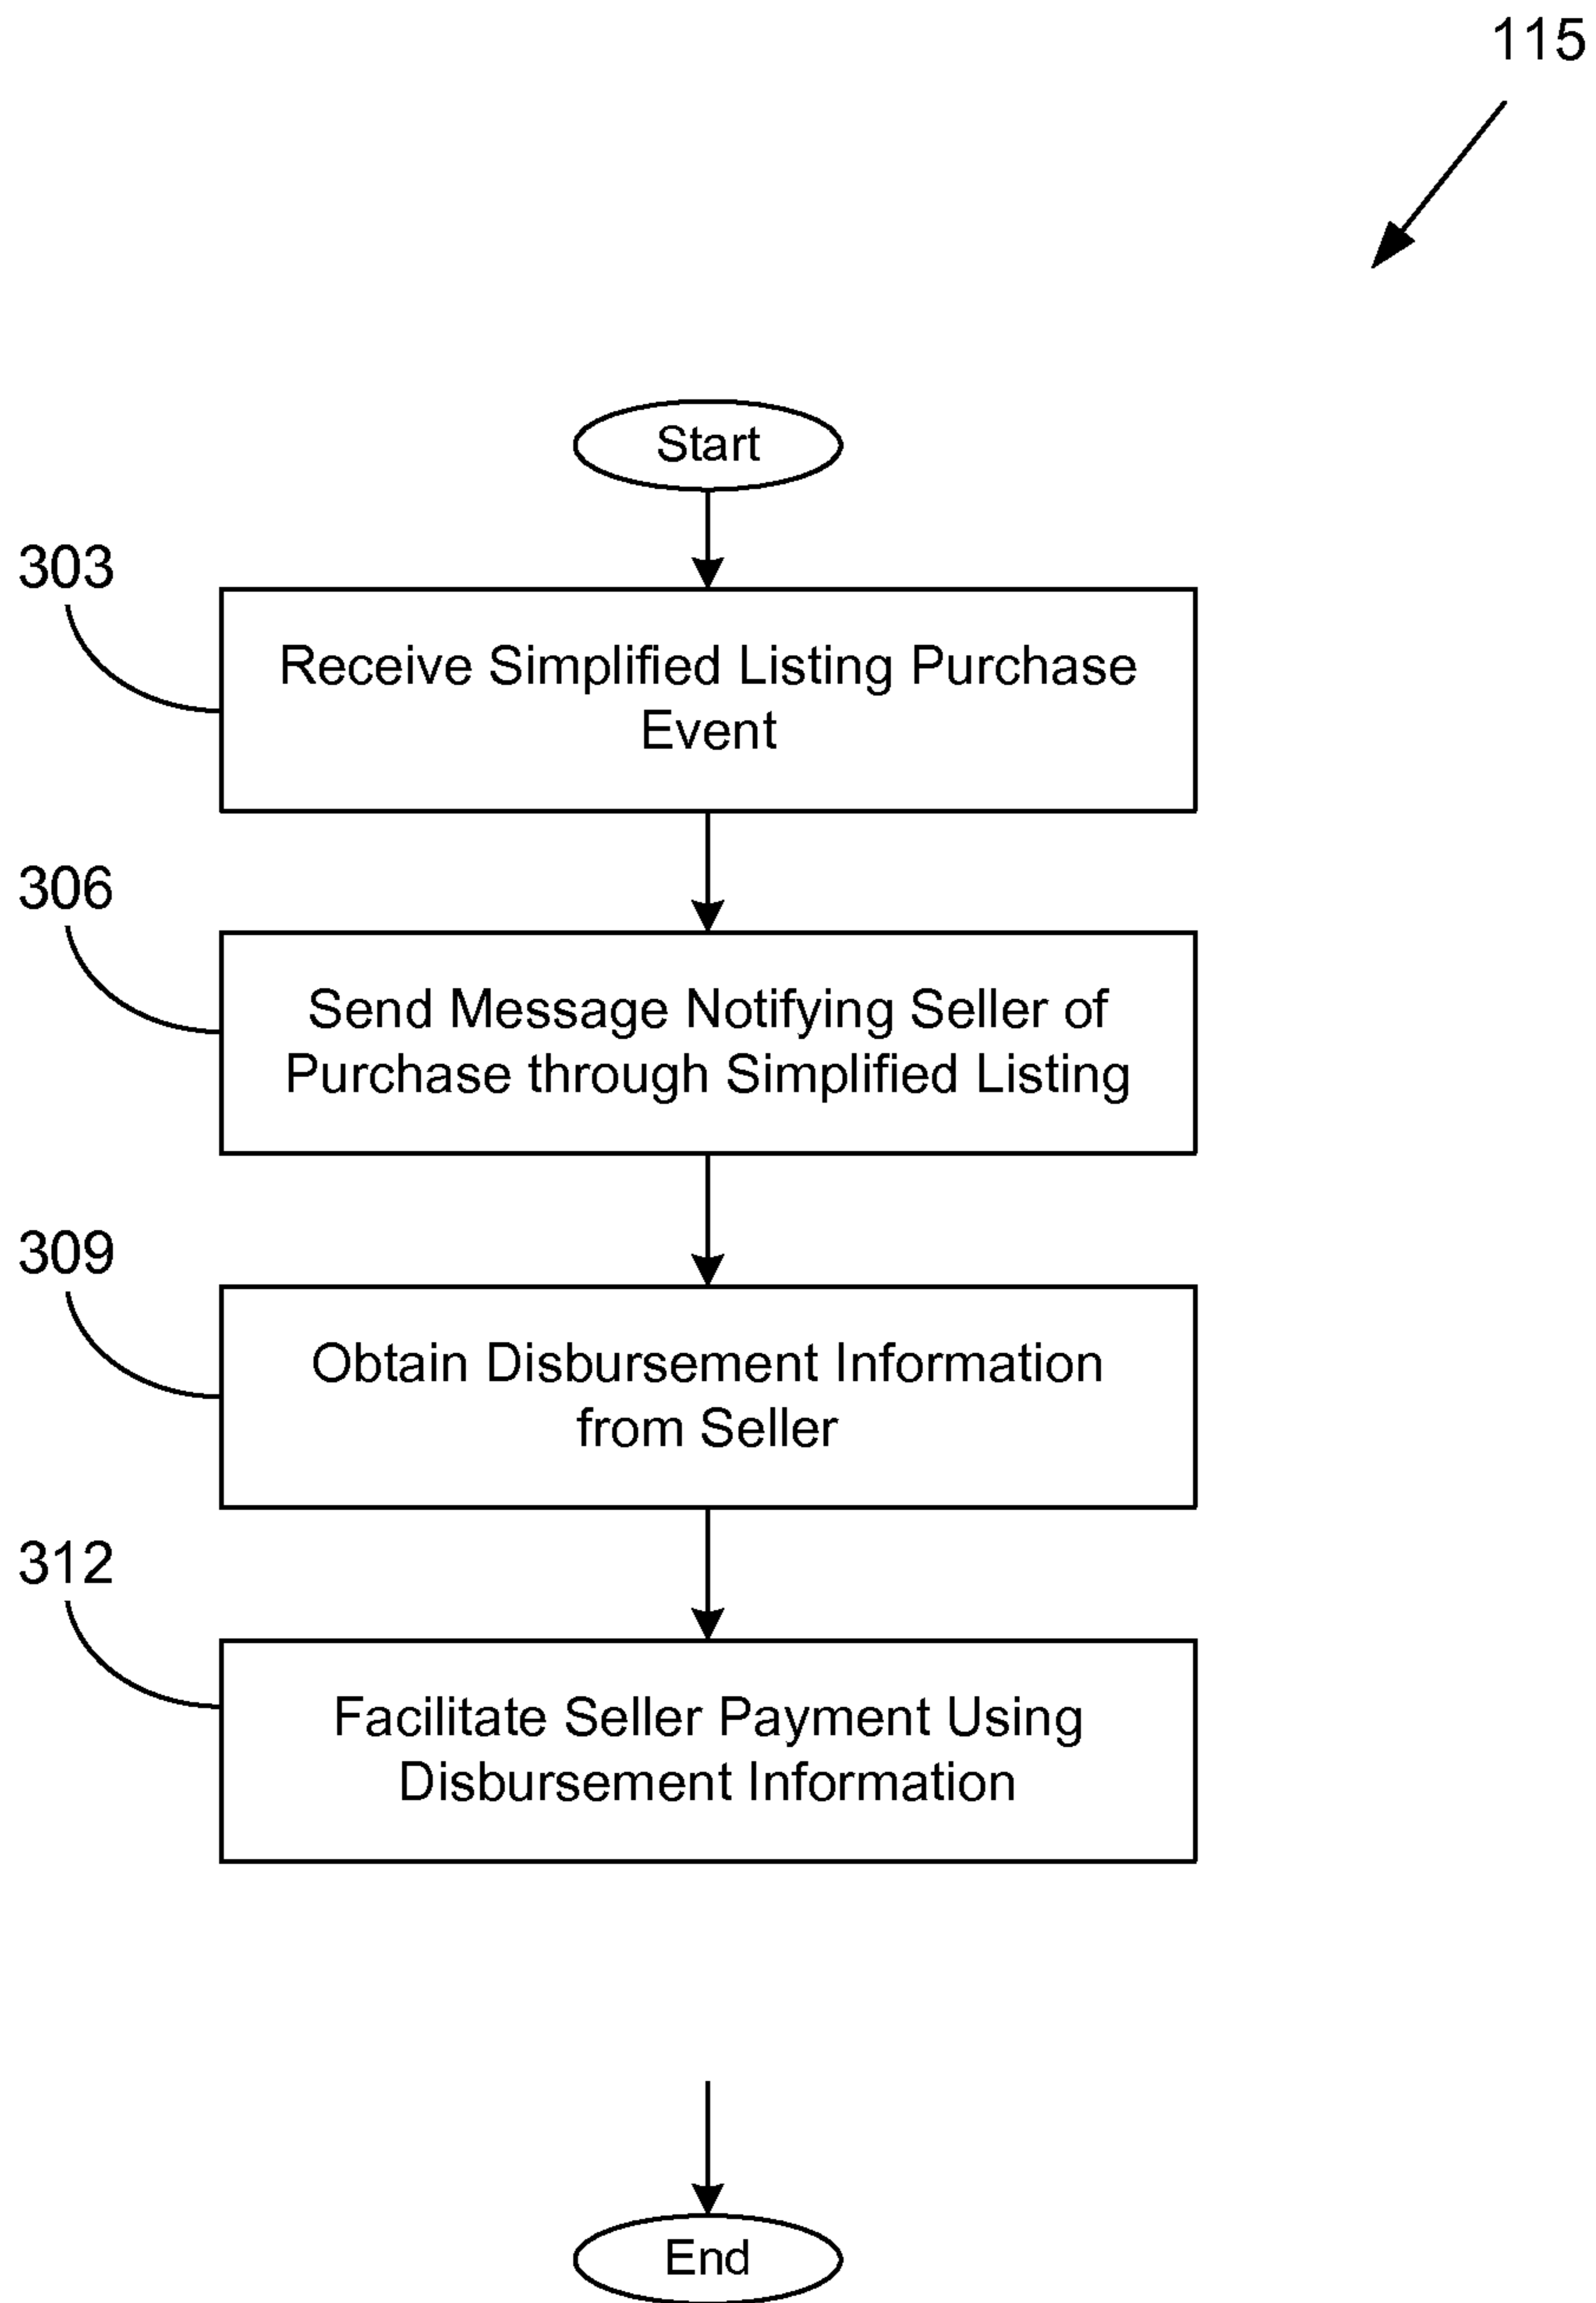 115
Start
303
Receive Simplified Listing Purchase
Event
306
Send Message Notifying Seller of
Purchase through Simplified Listing
309
Obtain Disbursement Information
from Seller
312
Facilitate Seller Payment Using
Disbursement Information
End